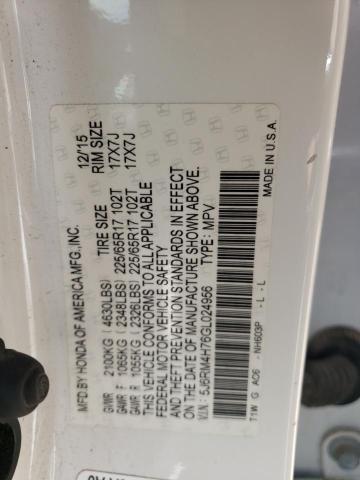 MFD.BY HONDA OF AMERICA MFG.,INC. 12/15
TIRE SIZE RIM SIZE
GVWR 2100KG (4630LBS)
GAWR F 1065KG (2348LBS) 225/65R17 102T 17X7J
GAWR R 1055KG (2326LBS) 225/65R17 102T 17X7J
THIS VEHICLE CONFORMS TO ALL APPLICABLE
FEDERAL MOTOR VEHICLE SAFETY
AND THEFT PREVENTION STANDARDS IN EFFECT
ON THE DATE OF MANUFACTURE SHOWN ABOVE.
V.I.N.: 5J6RM4H76GL024956 TYPE: MPV
T1W G AC6 - NH603P - L - L MADE IN U.S.A.